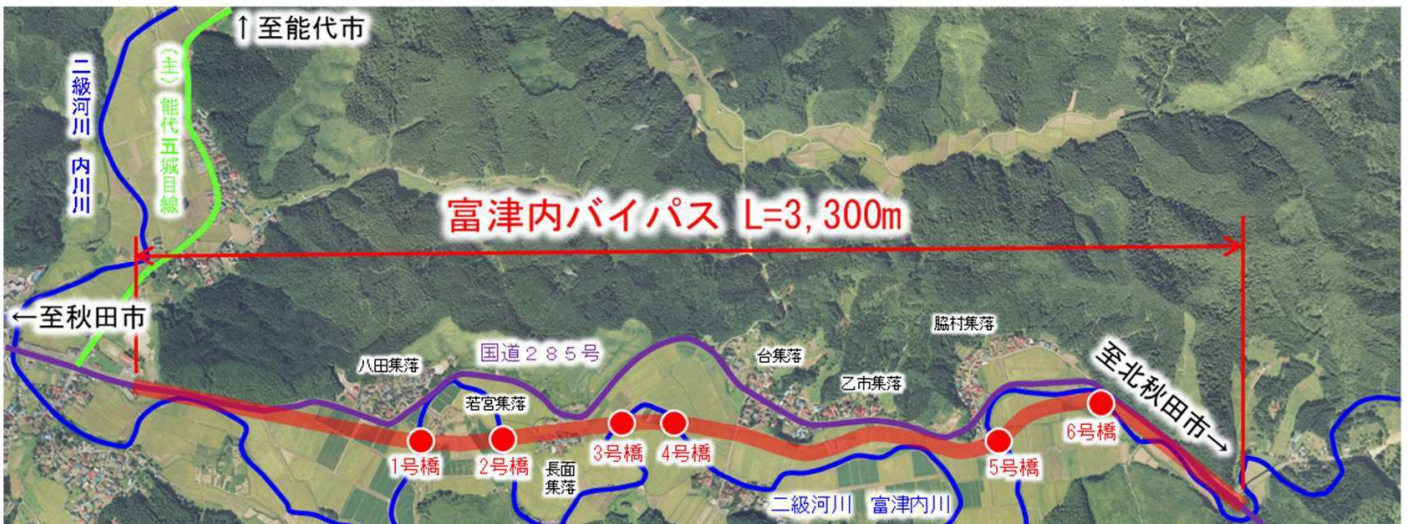 ↑至能代市
二級河川 内川川
(主)能代五城目線
富津内バイパス L=3,300m
←至秋田市
八田集落
国道285号
若宮集落
台集落
乙市集落
脇村集落
至北秋田市→
1号橋
2号橋
長面
集落
3号橋
4号橋
5号橋
6号橋
二級河川 富津内川